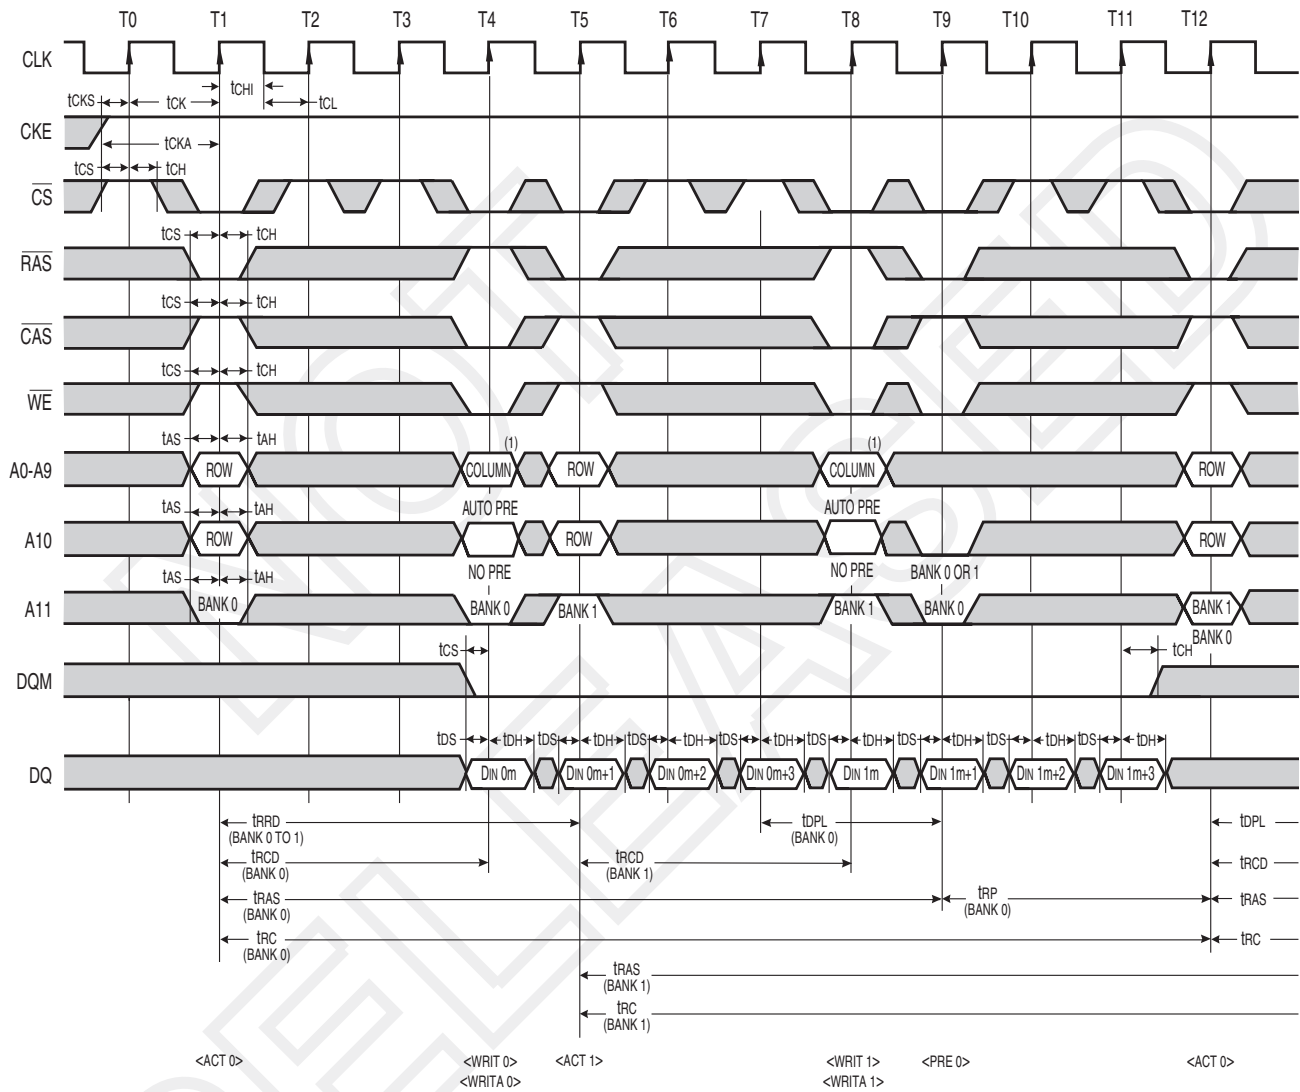 T0 T1 T2 T3 T4 T5 T6 T7 T8 T9 T10 T11 T12
CLK
tCHI
tCKS tCK tCL
CKE
tCKA
tCS tCH
CS
tCS tCH
RAS
tCS tCH
CAS
tCS tCH
WE
tAS tAH (1) (1)
A0-A9 ROW COLUMN ROW COLUMN ROW
tAS tAH AUTO PRE AUTO PRE
A10 ROW ROW ROW
tAS tAH NO PRE NO PRE BANK 0 OR 1
A11 BANK 0 BANK 0 BANK 1 BANK 1 BANK 0 BANK 1
BANK 0
tCS tCH
DQM
tDS tDH tDS tDH tDS tDH tDS tDH tDS tDH tDS tDH tDS tDH tDS tDH
DQ DIN 0m DIN 0m+1 DIN 0m+2 DIN 0m+3 DIN 1m DIN 1m+1 DIN 1m+2 DIN 1m+3
tRRD tDPL tDPL
(BANK 0 TO 1) (BANK 0)
tRCD tRCD tRCD
(BANK 0) (BANK 1)
tRAS tRP tRAS
(BANK 0) (BANK 0)
tRC tRC
(BANK 0)
tRAS
(BANK 1)
tRC
(BANK 1)
<ACT 0> <WRIT 0> <ACT 1> <WRIT 1> <PRE 0> <ACT 0>
<WRITA 0> <WRITA 1>
NOT
RELEASED